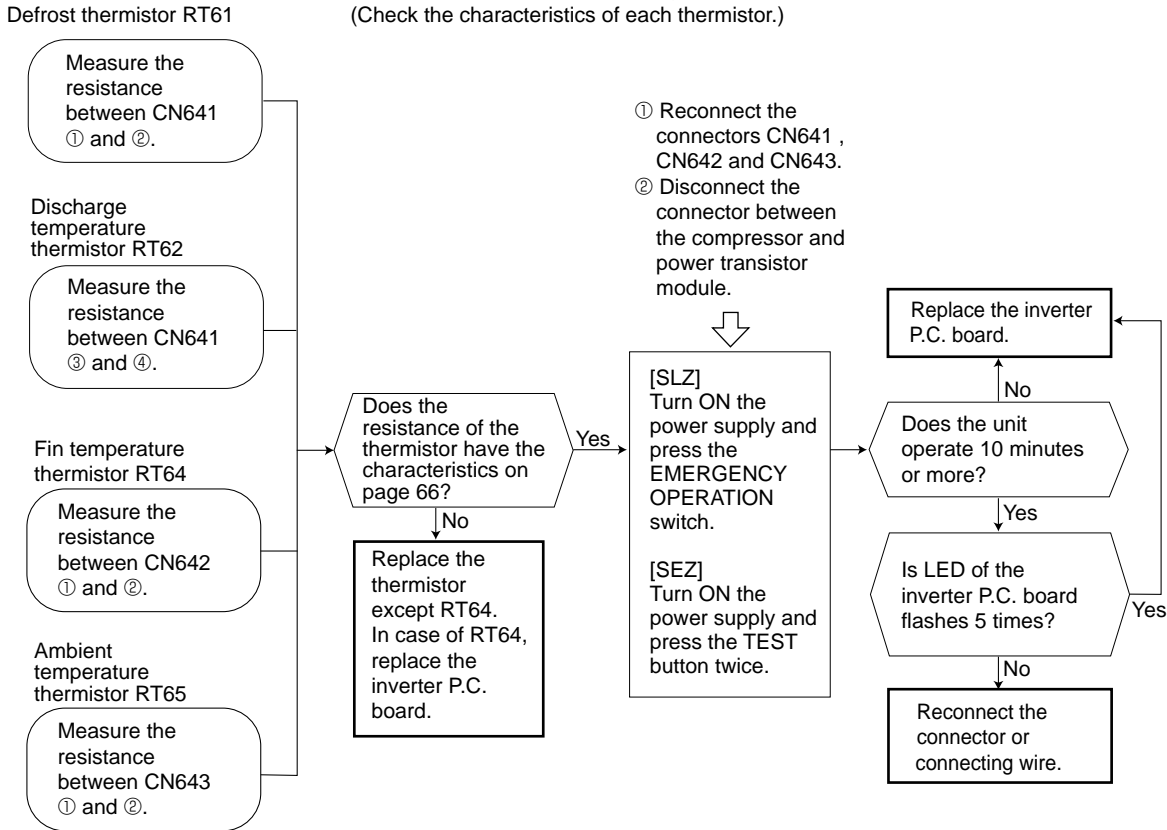 Defrost thermistor RT61
(Check the characteristics of each thermistor.)
Measure the
resistance
between CN641
① and ②.
Discharge
temperature
thermistor RT62
Measure the
resistance
between CN641
③ and ④.
Fin temperature
thermistor RT64
Measure the
resistance
between CN642
① and ②.
Ambient
temperature
thermistor RT65
Measure the
resistance
between CN643
① and ②.
Does the
resistance of the
thermistor have the
characteristics on
page 66?
Yes
No
Replace the
thermistor
except RT64.
In case of RT64,
replace the
inverter P.C.
board.
① Reconnect the
connectors CN641 ,
CN642 and CN643.
② Disconnect the
connector between
the compressor and
power transistor
module.
[SLZ]
Turn ON the
power supply and
press the
EMERGENCY
OPERATION
switch.
[SEZ]
Turn ON the
power supply and
press the TEST
button twice.
Replace the inverter
P.C. board.
No
Does the unit
operate 10 minutes
or more?
Yes
Is LED of the
inverter P.C. board
flashes 5 times?
Yes
No
Reconnect the
connector or
connecting wire.